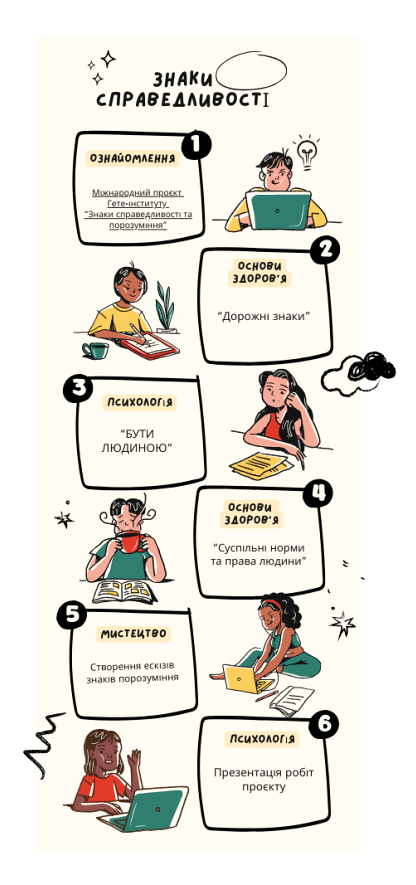 ЗНАКИ
СПРАВЕДЛИВОСТІ
1
ОЗНАЙОМЛЕННЯ
Міжнародний проєкт
Гете-інституту
“Знаки справедливості та
порозуміння”
2
ОСНОВИ
ЗДОРОВ'Я
“Дорожні знаки”
3
ПСИХОЛОГІЯ
“БУТИ
ЛЮДИНОЮ”
4
ОСНОВИ
ЗДОРОВ'Я
“Суспільні норми
та права людини”
5
МИСТЕЦТВО
Створення ескізів
знаків порозуміння
6
ПСИХОЛОГІЯ
Презентація робіт
проєкту